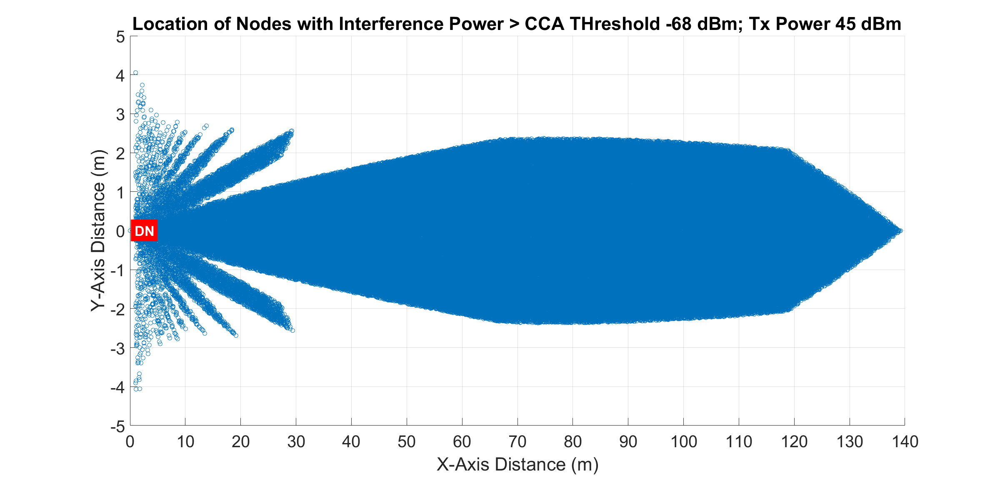 Location of Nodes with Interference Power > CCA THreshold -68 dBm; Tx Power 45 dBm
5
4
3
2
1
0
-1
-2
-3
-4
-5
Y-Axis Distance (m)
DN
0 10 20 30 40 50 60 70 80 90 100 110 120 130 140
X-Axis Distance (m)